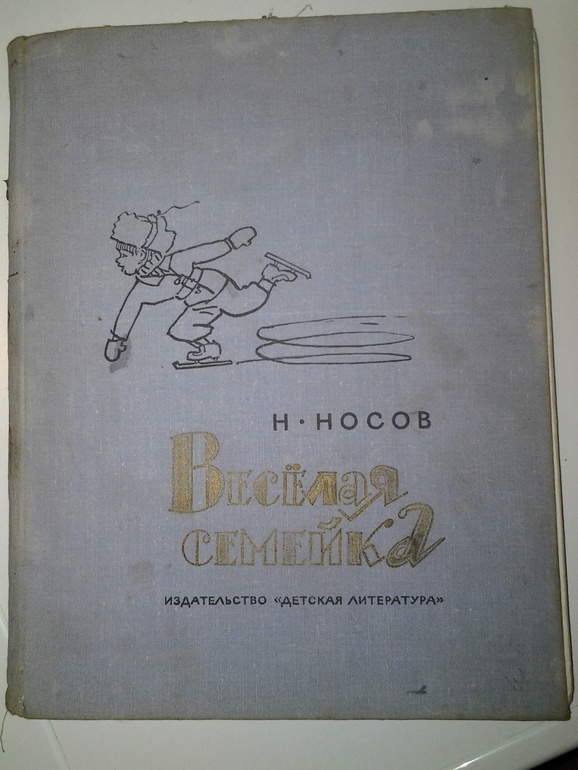 Н·НОСОВ
Весёлая
семейка
ИЗДАТЕЛЬСТВО «ДЕТСКАЯ ЛИТЕРАТУРА»